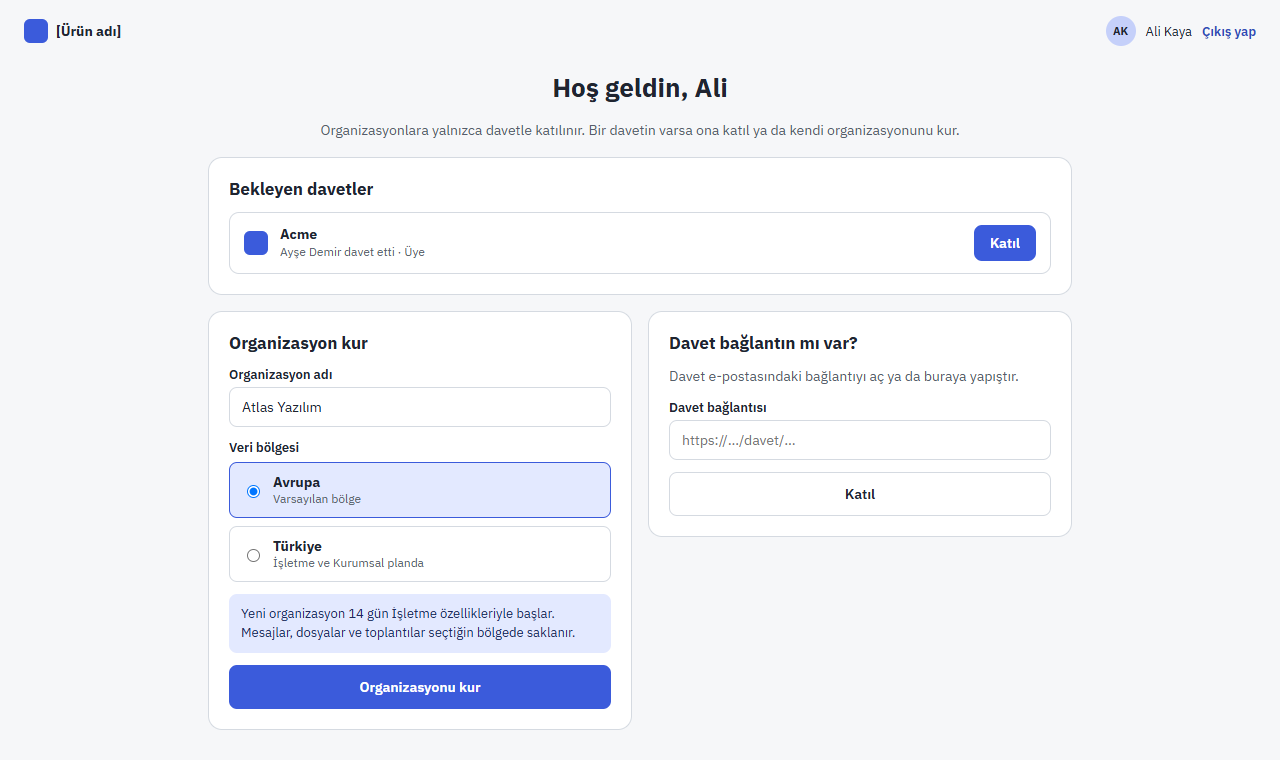 [Ürün adı]
AK
Ali Kaya
Çıkış yap
Hoş geldin, Ali
Organizasyonlara yalnızca davetle katılınır. Bir davetin varsa ona katıl ya da kendi organizasyonunu kur.
Bekleyen davetler
Acme
Ayşe Demir davet etti · Üye
Katıl
Organizasyon kur
Organizasyon adı
Atlas Yazılım
Veri bölgesi
Avrupa
Varsayılan bölge
Türkiye
İşletme ve Kurumsal planda
Yeni organizasyon 14 gün İşletme özellikleriyle başlar.
Mesajlar, dosyalar ve toplantılar seçtiğin bölgede saklanır.
Organizasyonu kur
Davet bağlantın mı var?
Davet e-postasındaki bağlantıyı aç ya da buraya yapıştır.
Davet bağlantısı
https://…/davet/…
Katıl